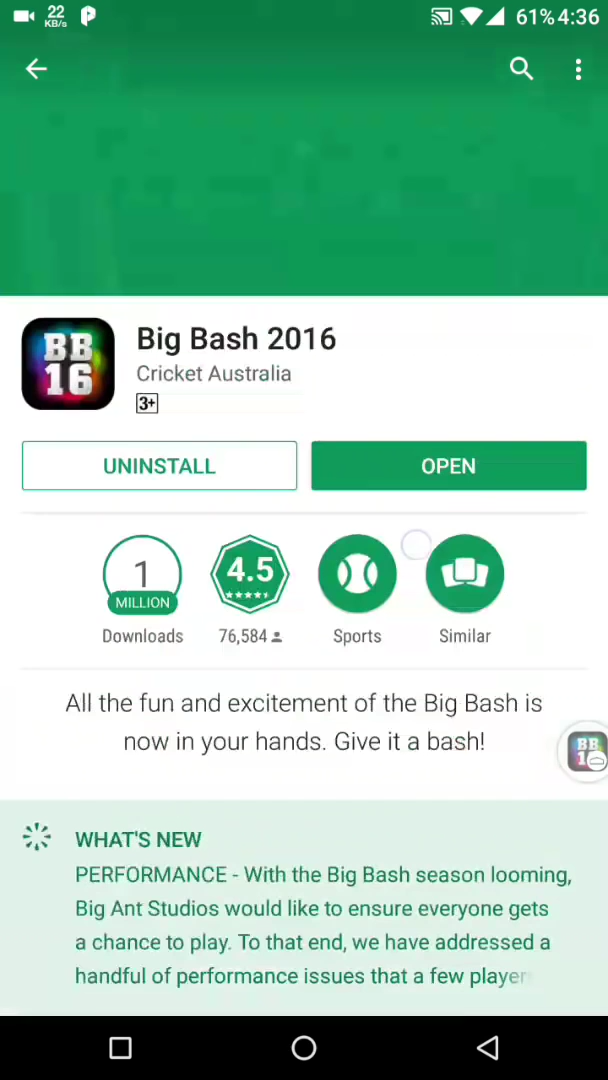 22
KB/s
61% 4:36
BB
16
Big Bash 2016
Cricket Australia
3+
UNINSTALL
OPEN
1
MILLION
4.5
Downloads
76,584
Sports
Similar
All the fun and excitement of the Big Bash is
now in your hands. Give it a bash!
BB
WHAT'S NEW
PERFORMANCE - With the Big Bash season looming,
Big Ant Studios would like to ensure everyone gets
a chance to play. To that end, we have addressed a
handful of performance issues that a few player